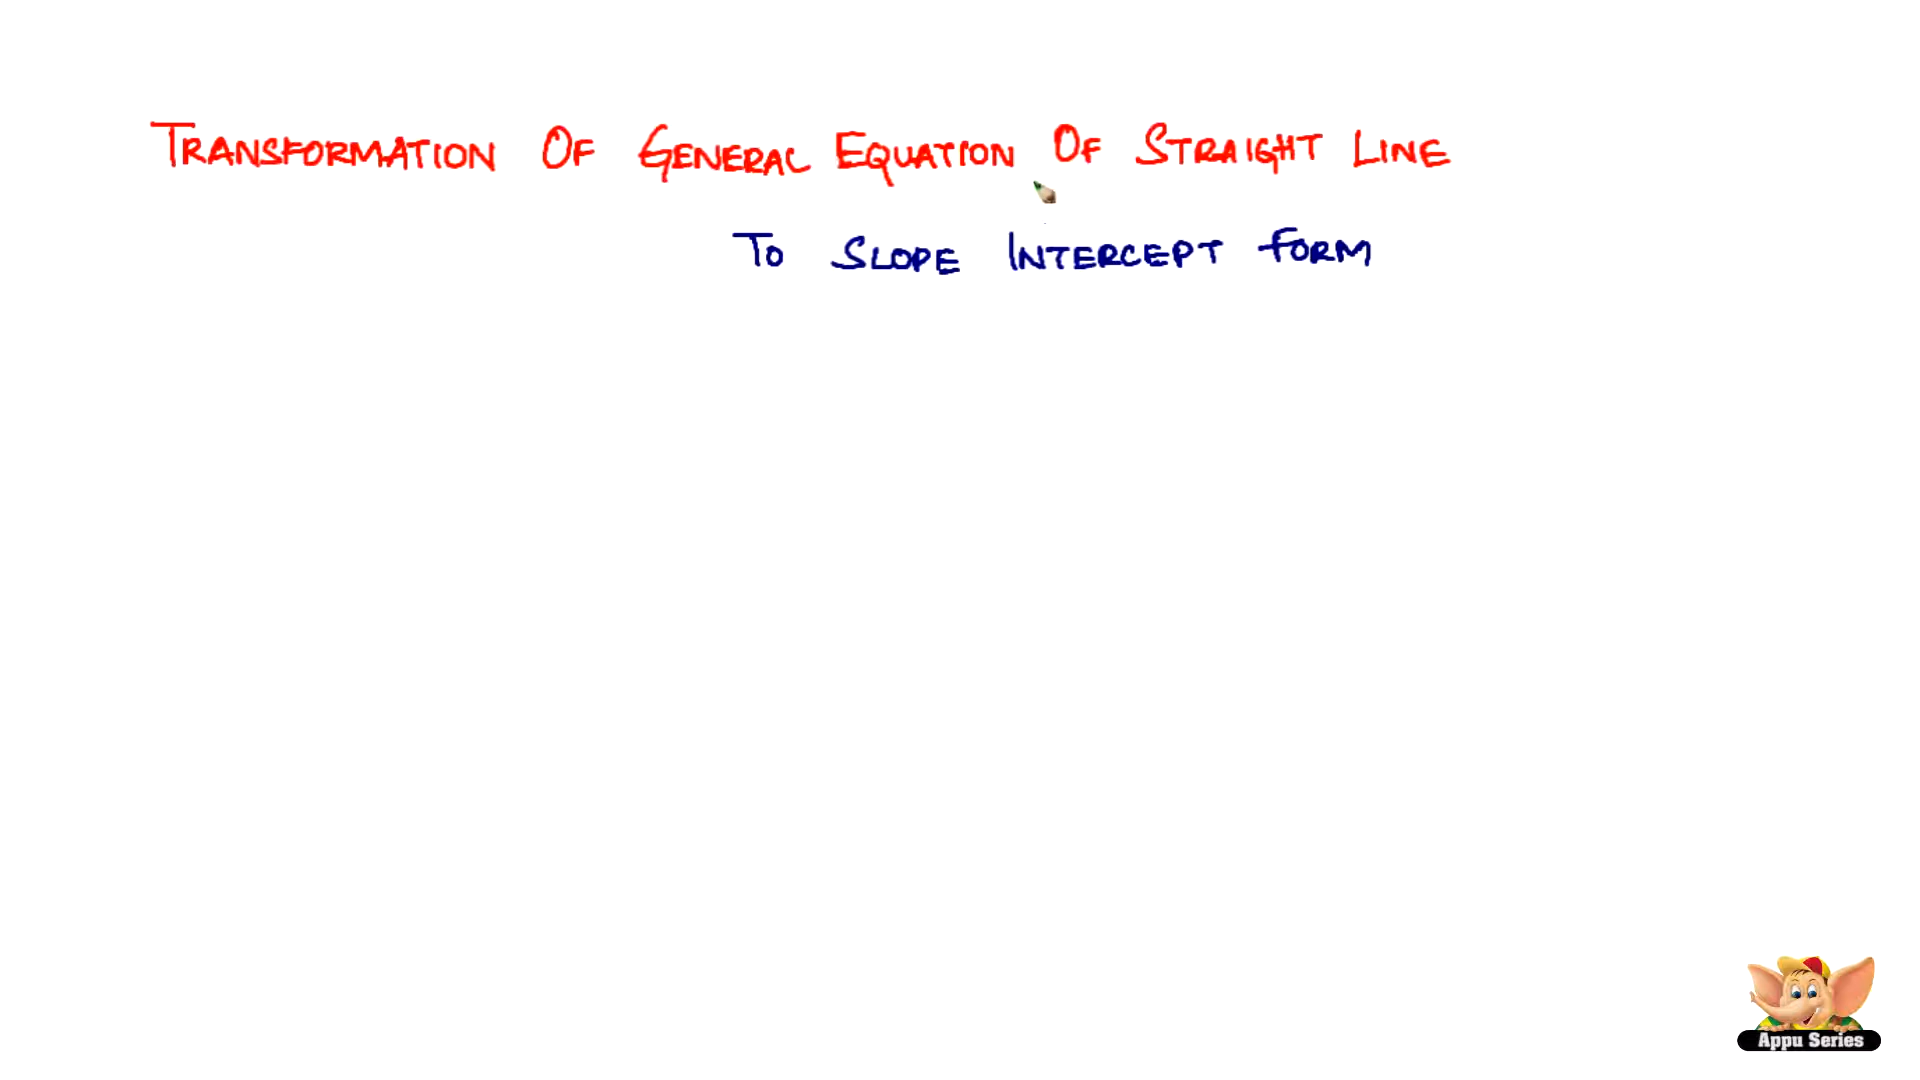 TRANSFORMATION OF GENERAL EQUATION OF STRAIGHT LINE
TO SLOPE INTERCEPT FORM
Appu Series